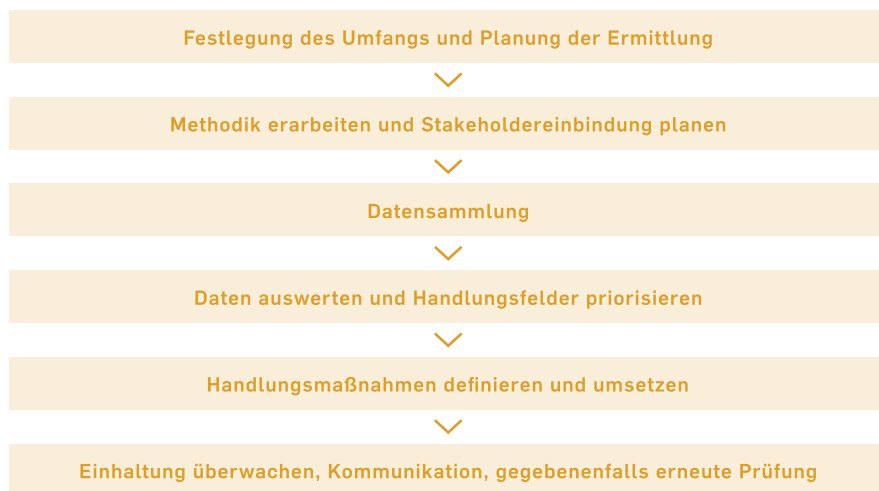 Festlegung des Umfangs und Planung der Ermittlung
Methodik erarbeiten und Stakeholdereinbindung planen
Datensammlung
Daten auswerten und Handlungsfelder priorisieren
Handlungsmaßnahmen definieren und umsetzen
Einhaltung überwachen, Kommunikation, gegebenenfalls erneute Prüfung